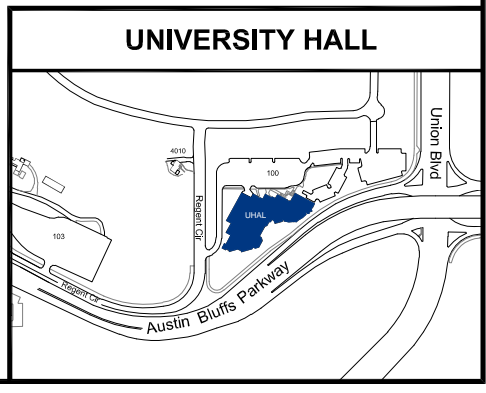 UNIVERSITY HALL
Union Blvd
4010
100
Regent Cir
UHAL
103
Regent Cir
Austin Bluffs Parkway